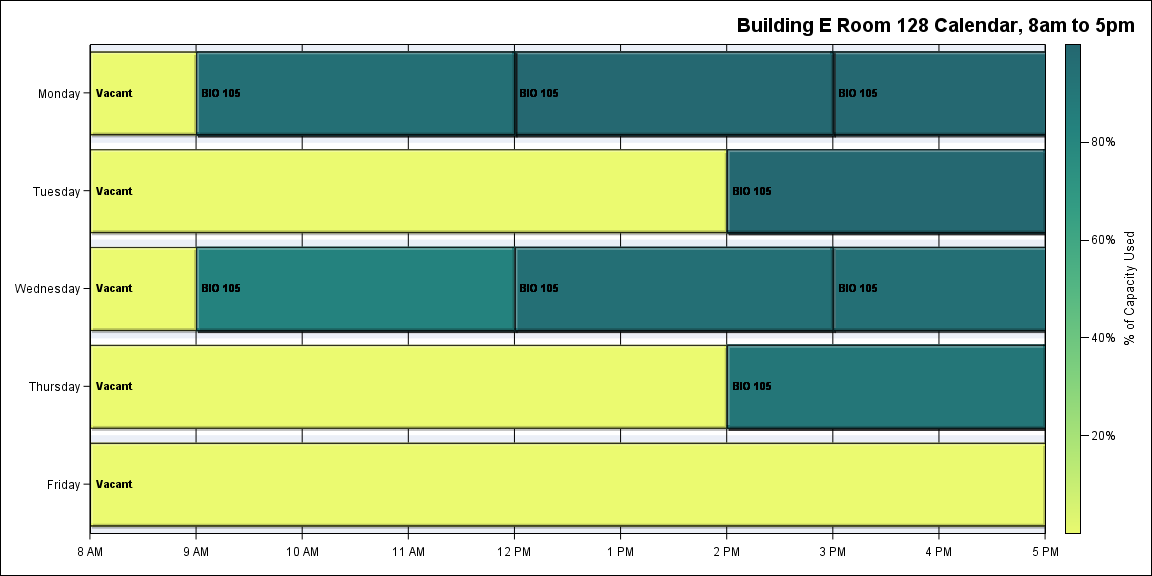 Building E Room 128 Calendar, 8am to 5pm
Monday
Vacant
BIO 105
BIO 105
BIO 105
Tuesday
Vacant
BIO 105
Wednesday
Vacant
BIO 105
BIO 105
BIO 105
Thursday
Vacant
BIO 105
Friday
Vacant
8 AM
9 AM
10 AM
11 AM
12 PM
1 PM
2 PM
3 PM
4 PM
5 PM
80%
60%
40%
20%
% of Capacity Used